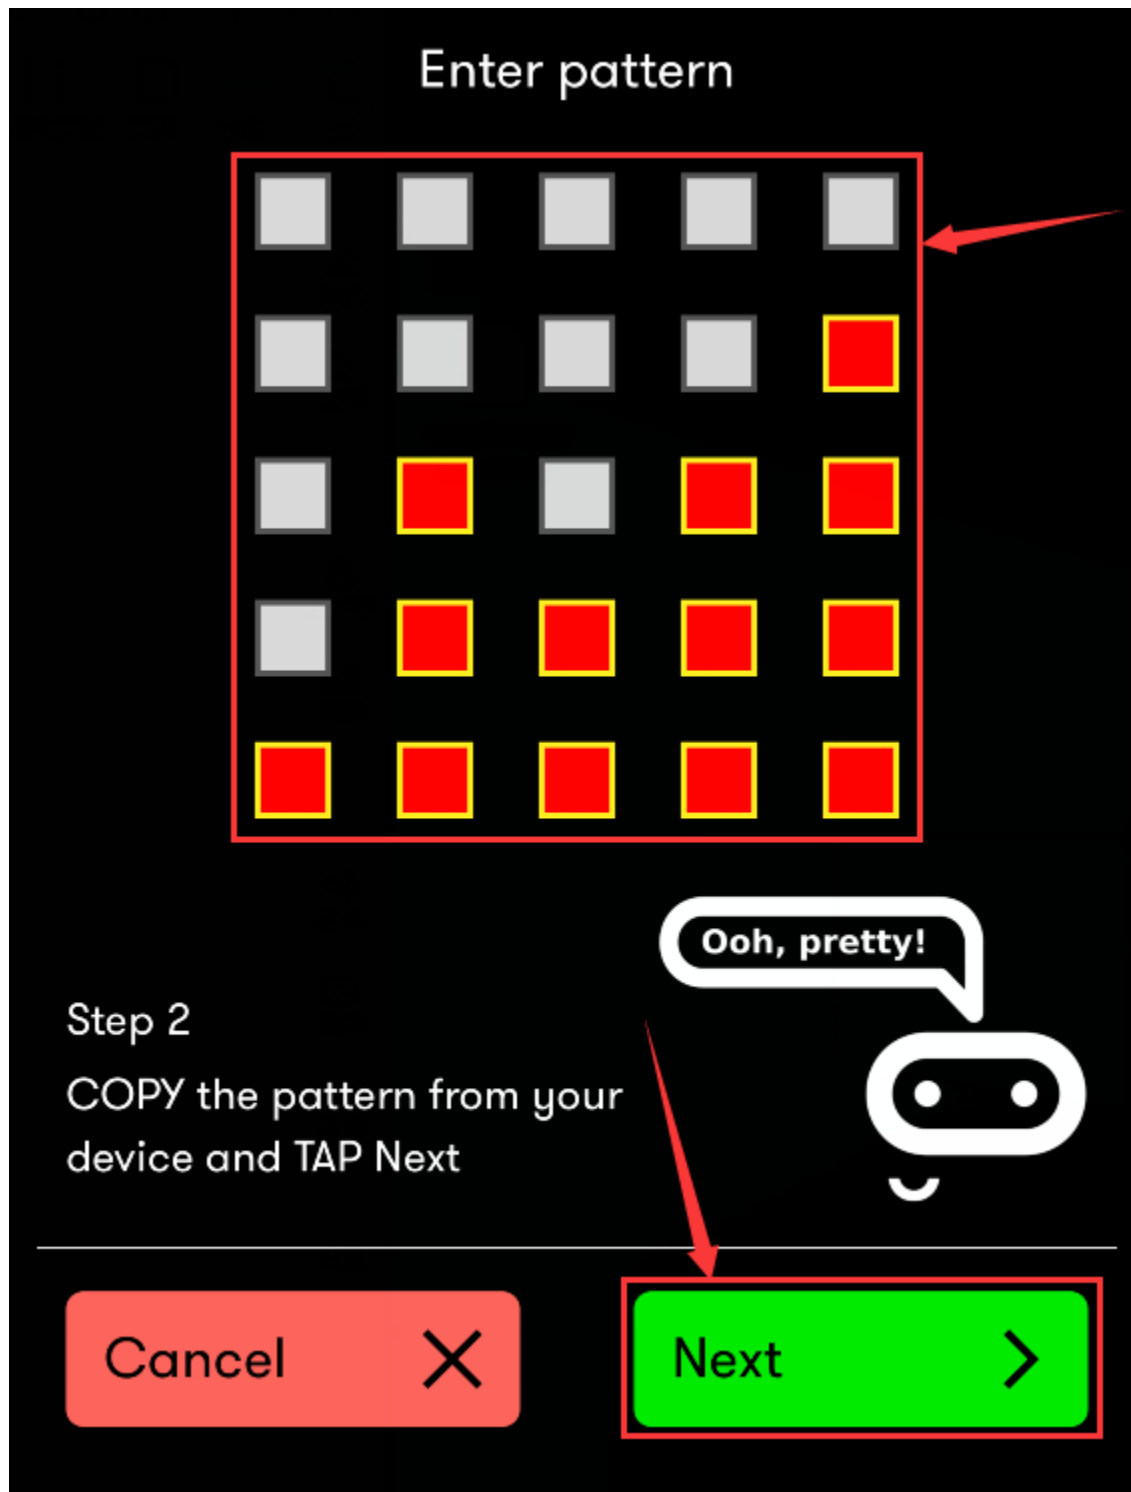 Enter pattern
Ooh, pretty!
Step 2
COPY the pattern from your
device and TAP Next
Cancel
Next